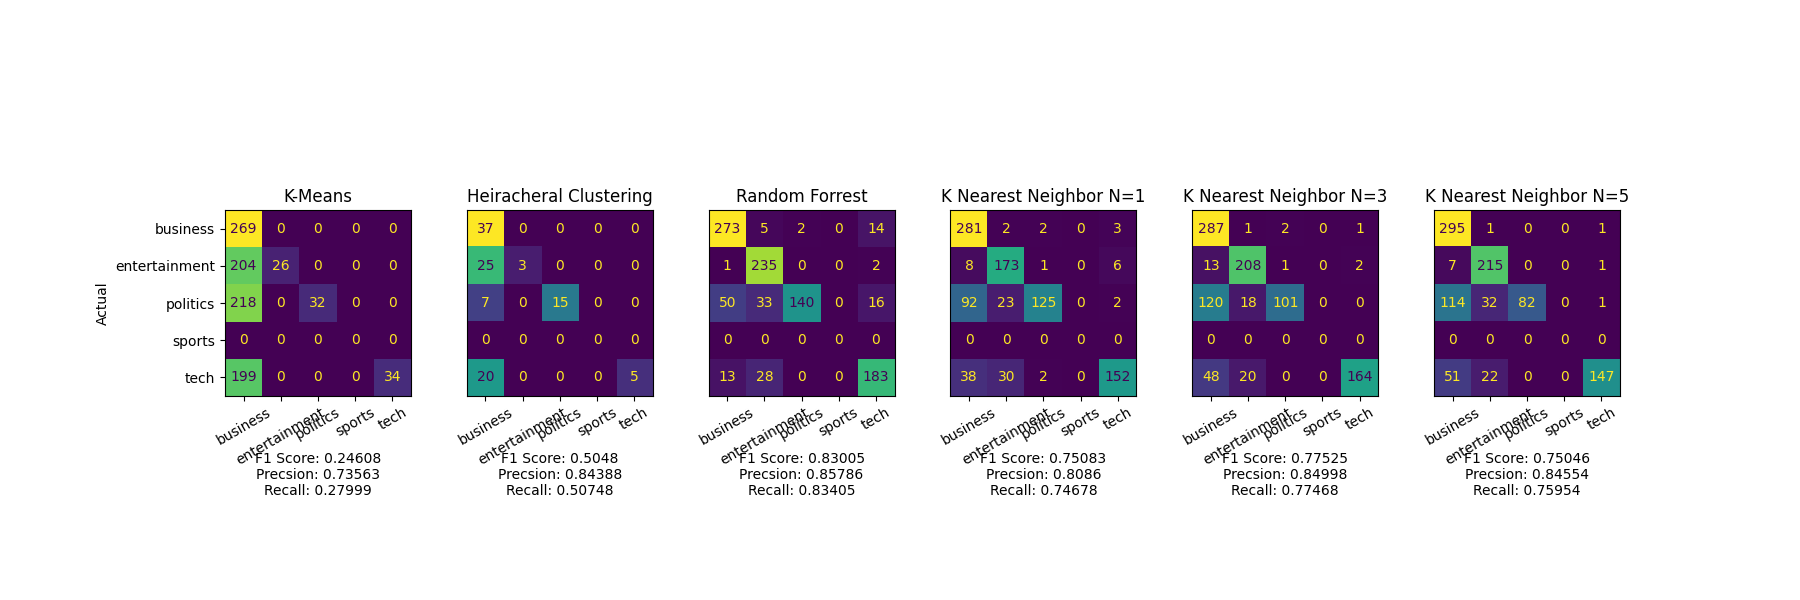 K-Means
Heiracheral Clustering
Random Forrest
K Nearest Neighbor N=1
K Nearest Neighbor N=3
K Nearest Neighbor N=5
Actual
business
entertainment
politics
sports
tech
269 0 0 0 0
204 26 0 0 0
218 0 32 0 0
0 0 0 0 0
199 0 0 0 34
business entertainment politics sports tech
F1 Score: 0.24608
Precsion: 0.73563
Recall: 0.27999
37 0 0 0 0
25 3 0 0 0
7 0 15 0 0
0 0 0 0 0
20 0 0 0 5
business entertainment politics sports tech
F1 Score: 0.5048
Precsion: 0.84388
Recall: 0.50748
273 5 2 0 14
1 235 0 0 2
50 33 140 0 16
0 0 0 0 0
13 28 0 0 183
business entertainment politics sports tech
F1 Score: 0.83005
Precsion: 0.85786
Recall: 0.83405
281 2 2 0 3
8 173 1 0 6
92 23 125 0 2
0 0 0 0 0
38 30 2 0 152
business entertainment politics sports tech
F1 Score: 0.75083
Precsion: 0.8086
Recall: 0.74678
287 1 2 0 1
13 208 1 0 2
120 18 101 0 0
0 0 0 0 0
48 20 0 0 164
business entertainment politics sports tech
F1 Score: 0.77525
Precsion: 0.84998
Recall: 0.77468
295 1 0 0 1
7 215 0 0 1
114 32 82 0 1
0 0 0 0 0
51 22 0 0 147
business entertainment politics sports tech
F1 Score: 0.75046
Precsion: 0.84554
Recall: 0.75954